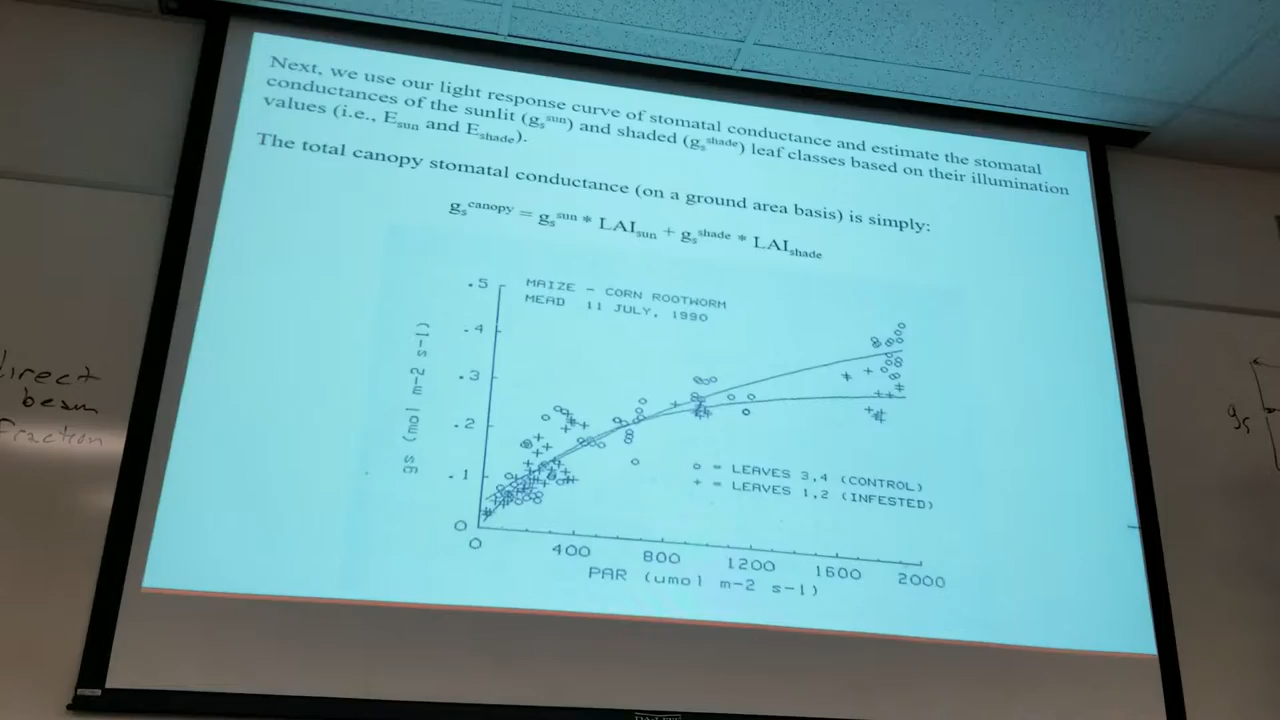 Next, we use our light response curve of stomatal conductance and estimate the stomatal
conductances of the sunlit (gₛˢᵘⁿ) and shaded (gₛˢʰᵃᵈᵉ) leaf classes based on their illumination
values (i.e., Esun and Eshade).
The total canopy stomatal conductance (on a ground area basis) is simply:
gₛᶜᵃⁿᵒᵖʸ = gₛˢᵘⁿ * LAIsun + gₛˢʰᵃᵈᵉ * LAIshade
MAIZE - CORN ROOTWORM
MEAD 11 JULY, 1990
.5
.4
.3
.2
.1
0
gs (mol m-2 s-1)
o = LEAVES 3,4 (CONTROL)
+ = LEAVES 1,2 (INFESTED)
0 400 800 1200 1600 2000
PAR (umol m-2 s-1)
direct
beam
fraction
gs